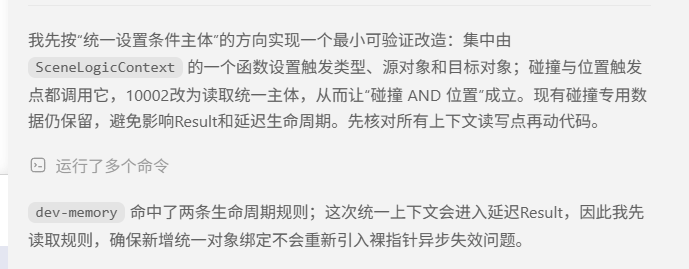 我先按“统一设置条件主体”的方向实现一个最小可验证改造：集中由
SceneLogicContext 的一个函数设置触发类型、源对象和目标对象；碰撞与位置触发
点都调用它，10002改为读取统一主体，从而让“碰撞 AND 位置”成立。现有碰撞专用数
据仍保留，避免影响Result和延迟生命周期。先核对所有上下文读写点再动代码。
运行了多个命令
dev-memory 命中了两条生命周期规则；这次统一上下文会进入延迟Result，因此我先
读取规则，确保新增统一对象绑定不会重新引入裸指针异步失效问题。